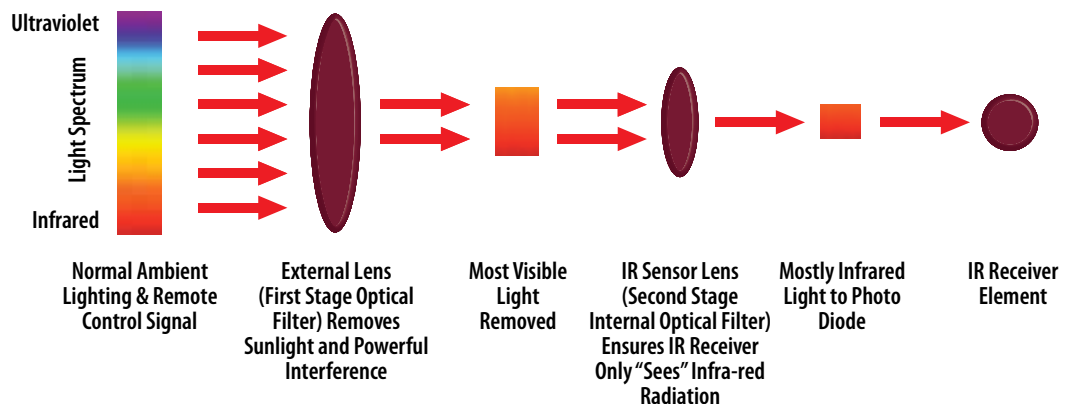 Ultraviolet
Light Spectrum
Infrared
Normal Ambient
Lighting & Remote
Control Signal
External Lens
(First Stage Optical
Filter) Removes
Sunlight and Powerful
Interference
Most Visible
Light
Removed
IR Sensor Lens
(Second Stage
Internal Optical Filter)
Ensures IR Receiver
Only “Sees” Infra-red
Radiation
Mostly Infrared
Light to Photo
Diode
IR Receiver
Element